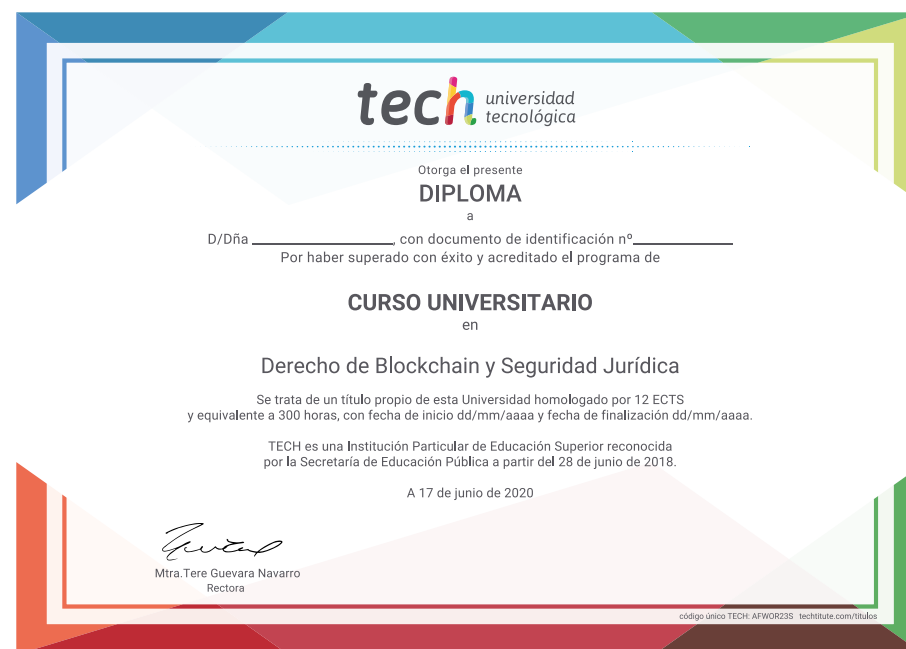 tech universidad
tecnológica
Otorga el presente
DIPLOMA
a
D/Dña ______________, con documento de identificación nº__________
Por haber superado con éxito y acreditado el programa de
CURSO UNIVERSITARIO
en
Derecho de Blockchain y Seguridad Jurídica
Se trata de un título propio de esta Universidad homologado por 12 ECTS
y equivalente a 300 horas, con fecha de inicio dd/mm/aaaa y fecha de finalización dd/mm/aaaa.
TECH es una Institución Particular de Educación Superior reconocida
por la Secretaría de Educación Pública a partir del 28 de junio de 2018.
A 17 de junio de 2020
Mtra.Tere Guevara Navarro
Rectora
código único TECH: AFWOR23S techtitute.com/titulos